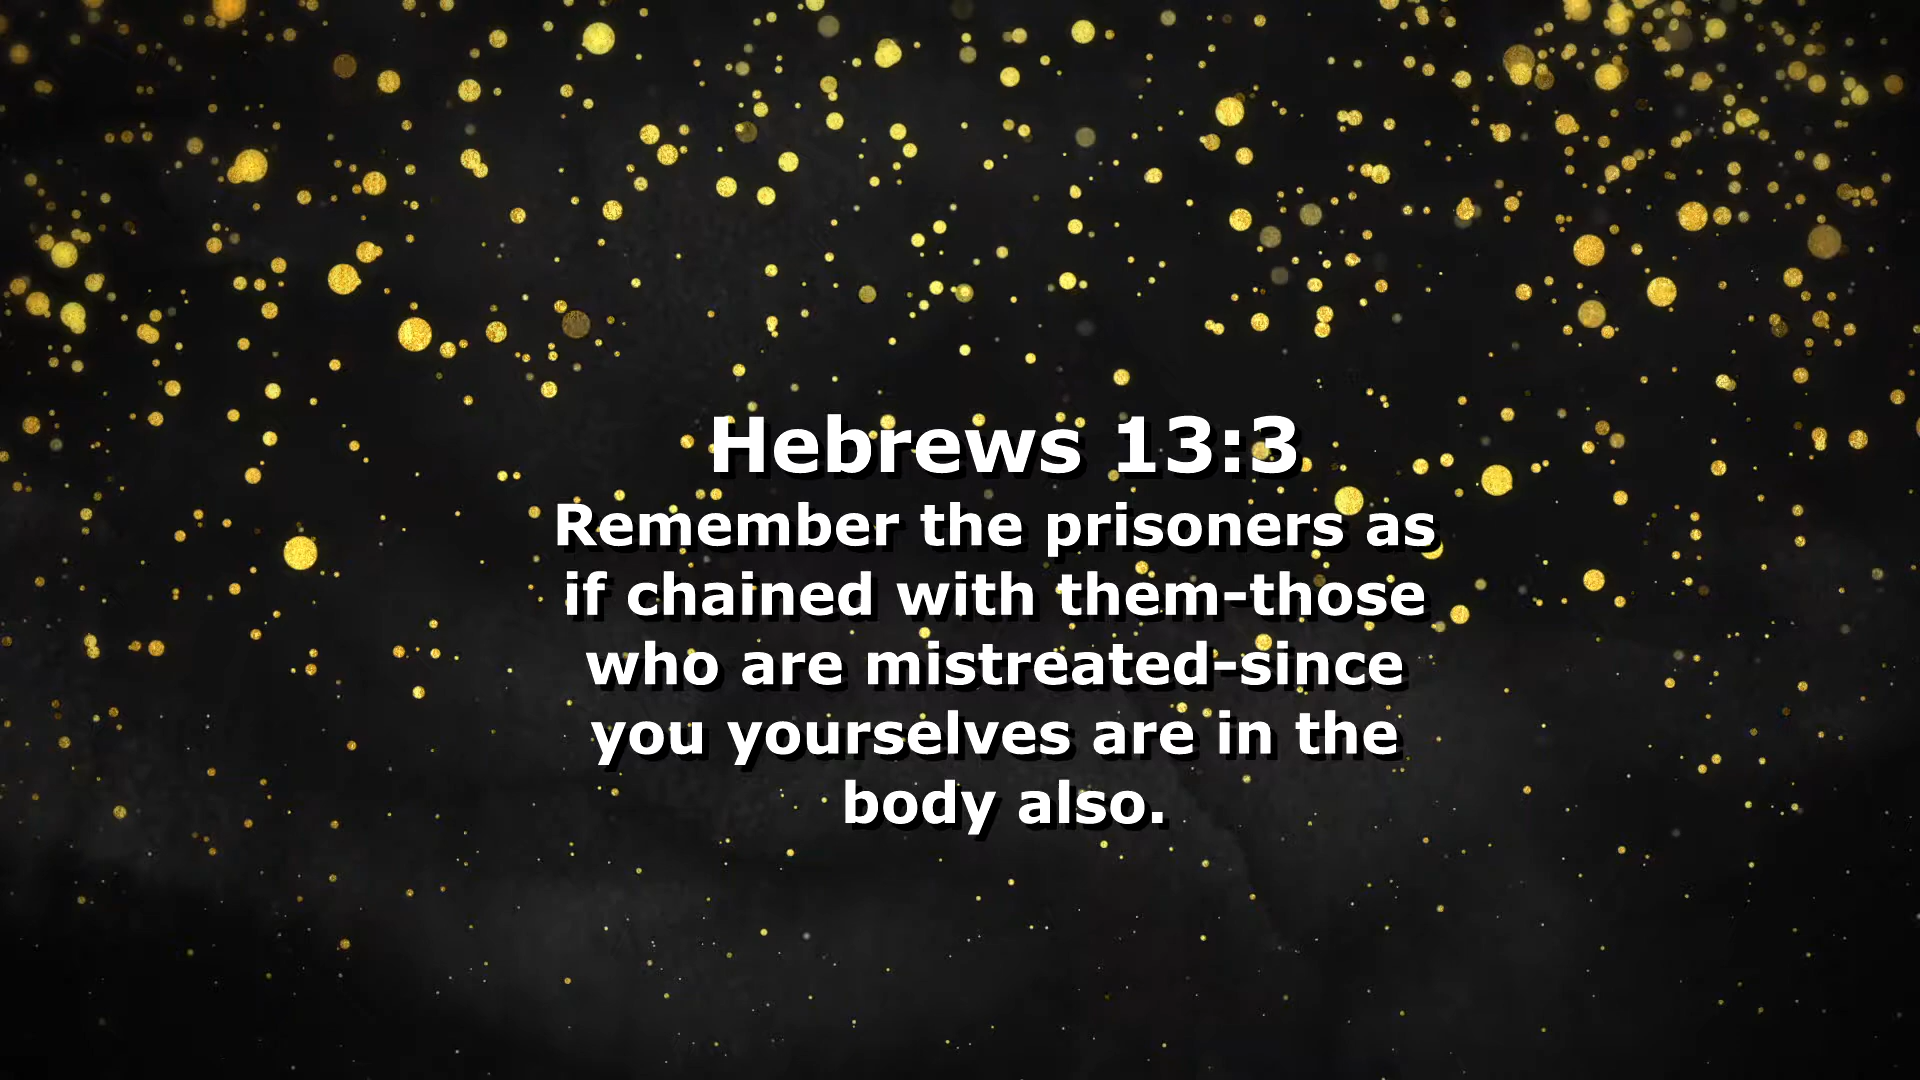 Hebrews 13:3
Remember the prisoners as
if chained with them-those
who are mistreated-since
you yourselves are in the
body also.